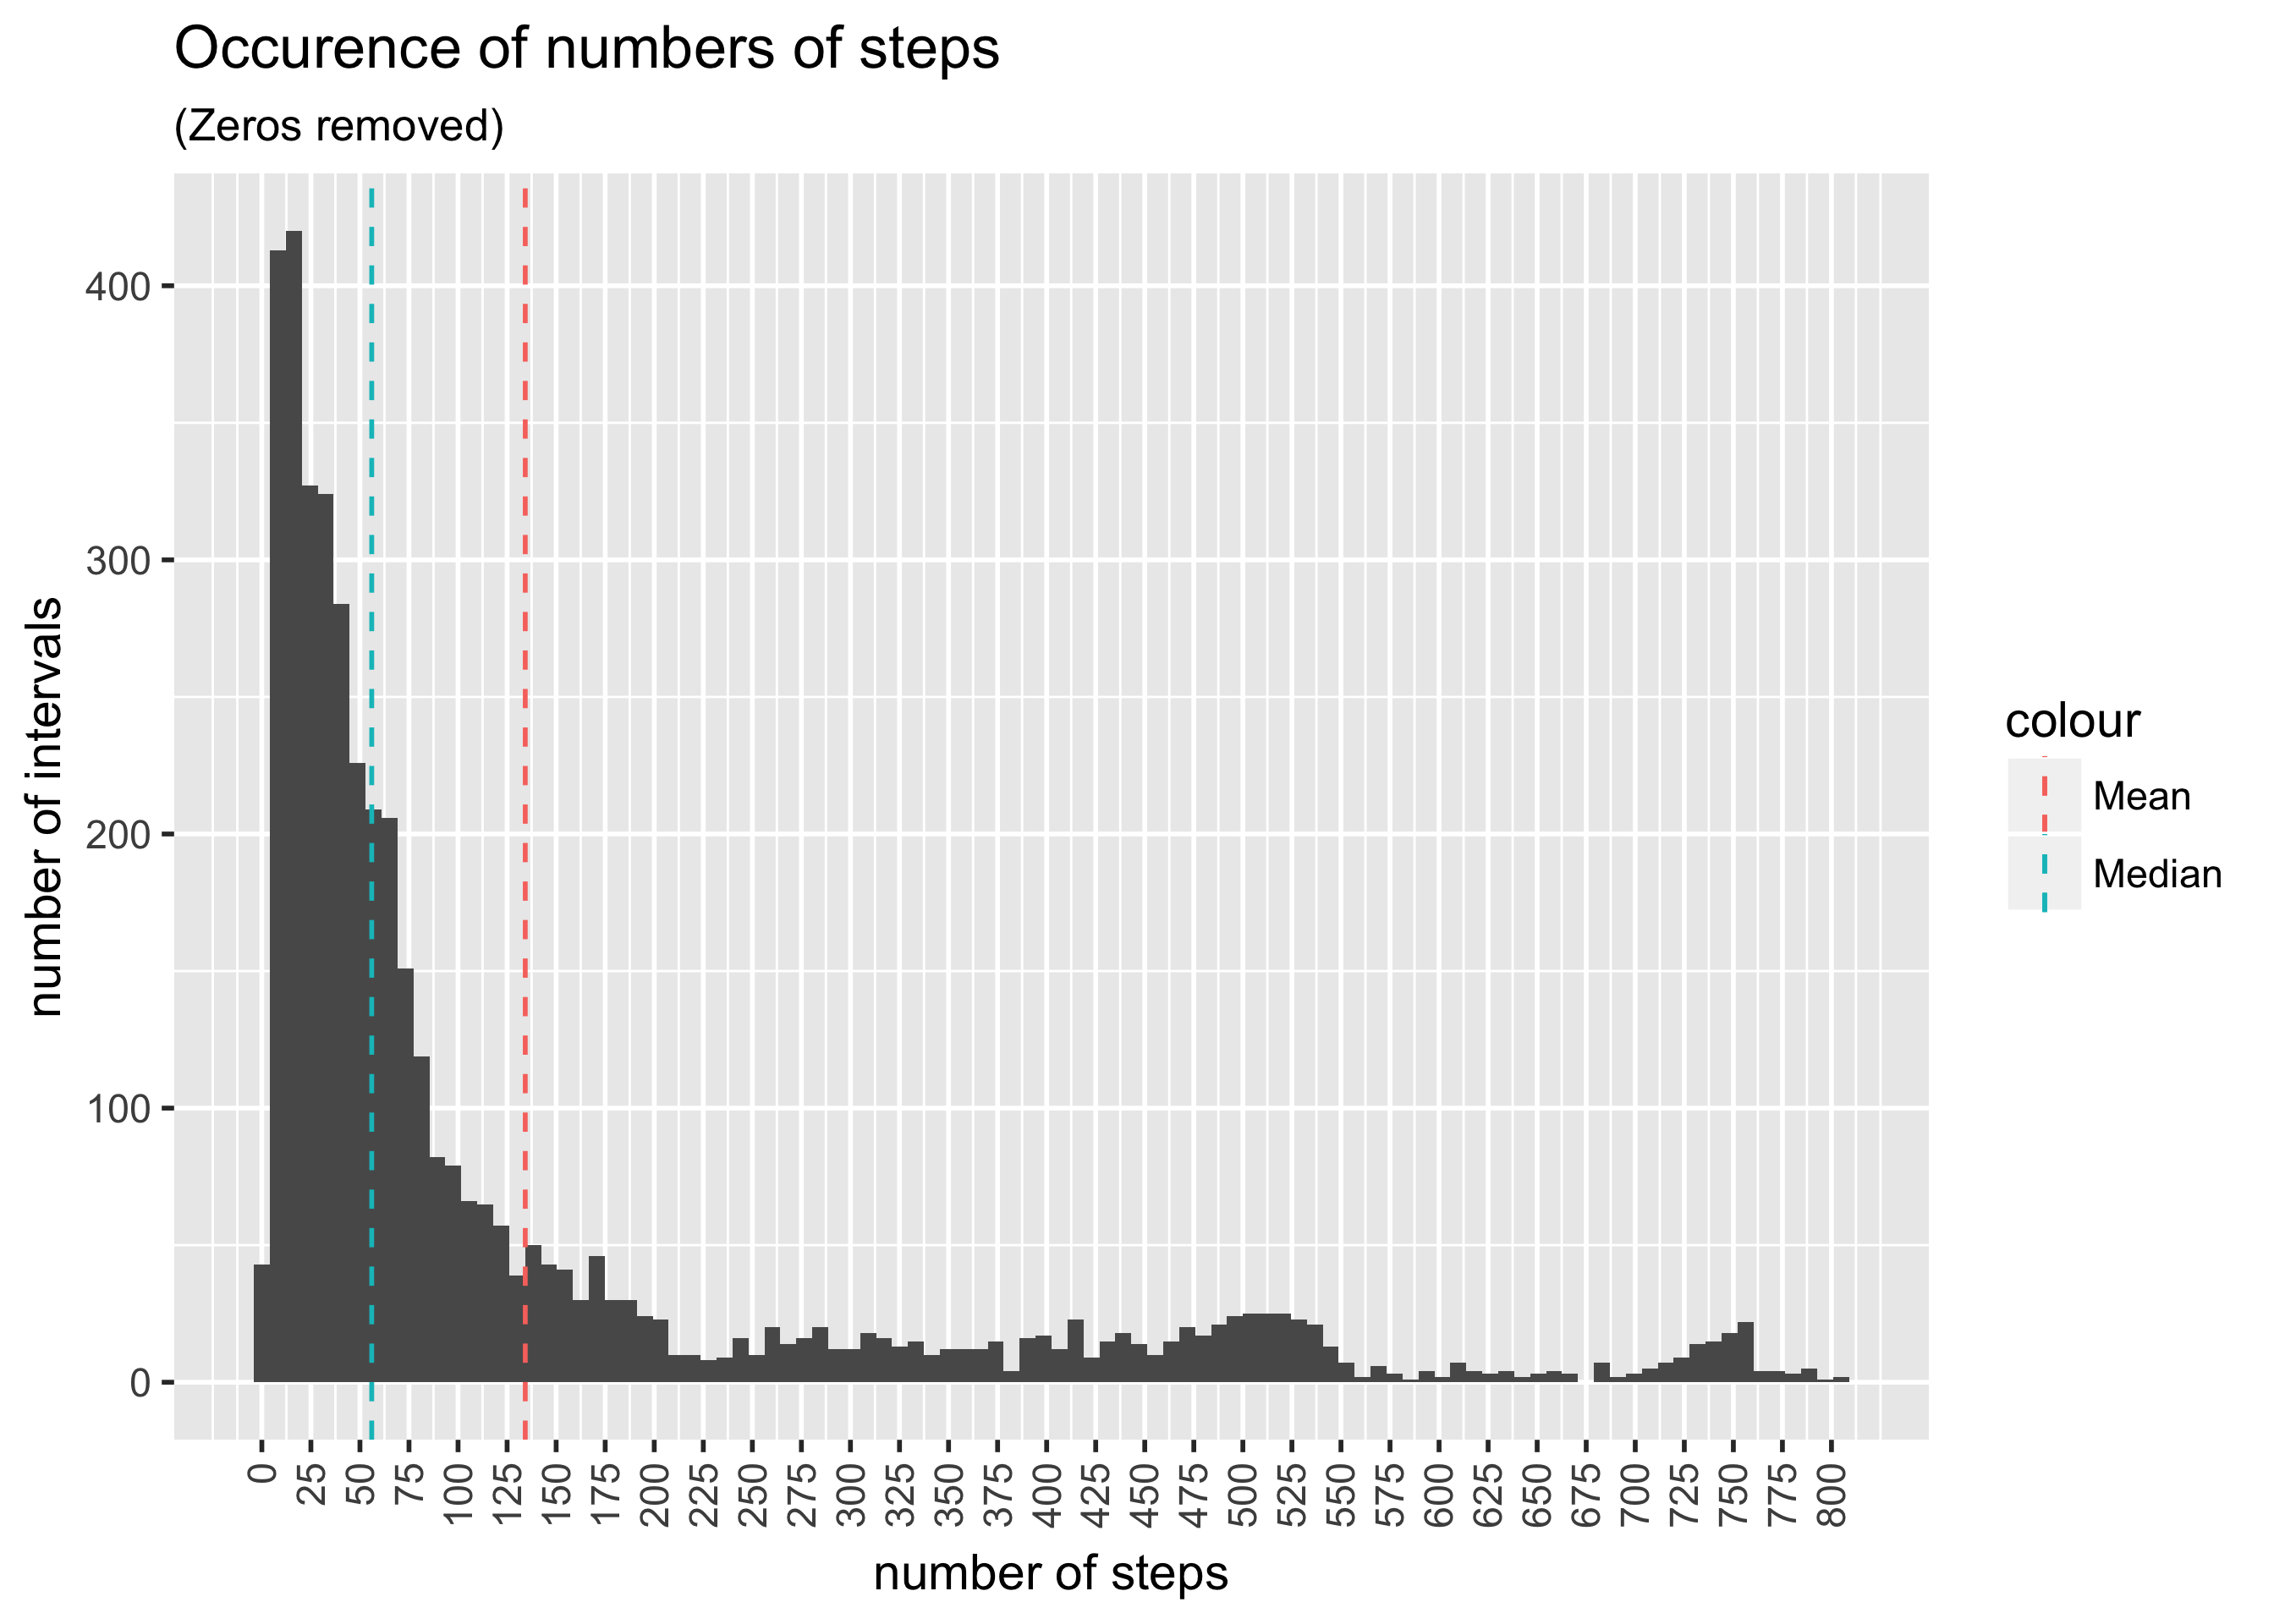 Occurence of numbers of steps
(Zeros removed)
number of intervals
400
300
200
100
0
0 25 50 75 100 125 150 175 200 225 250 275 300 325 350 375 400 425 450 475 500 525 550 575 600 625 650 675 700 725 750 775 800
number of steps
colour
Mean
Median